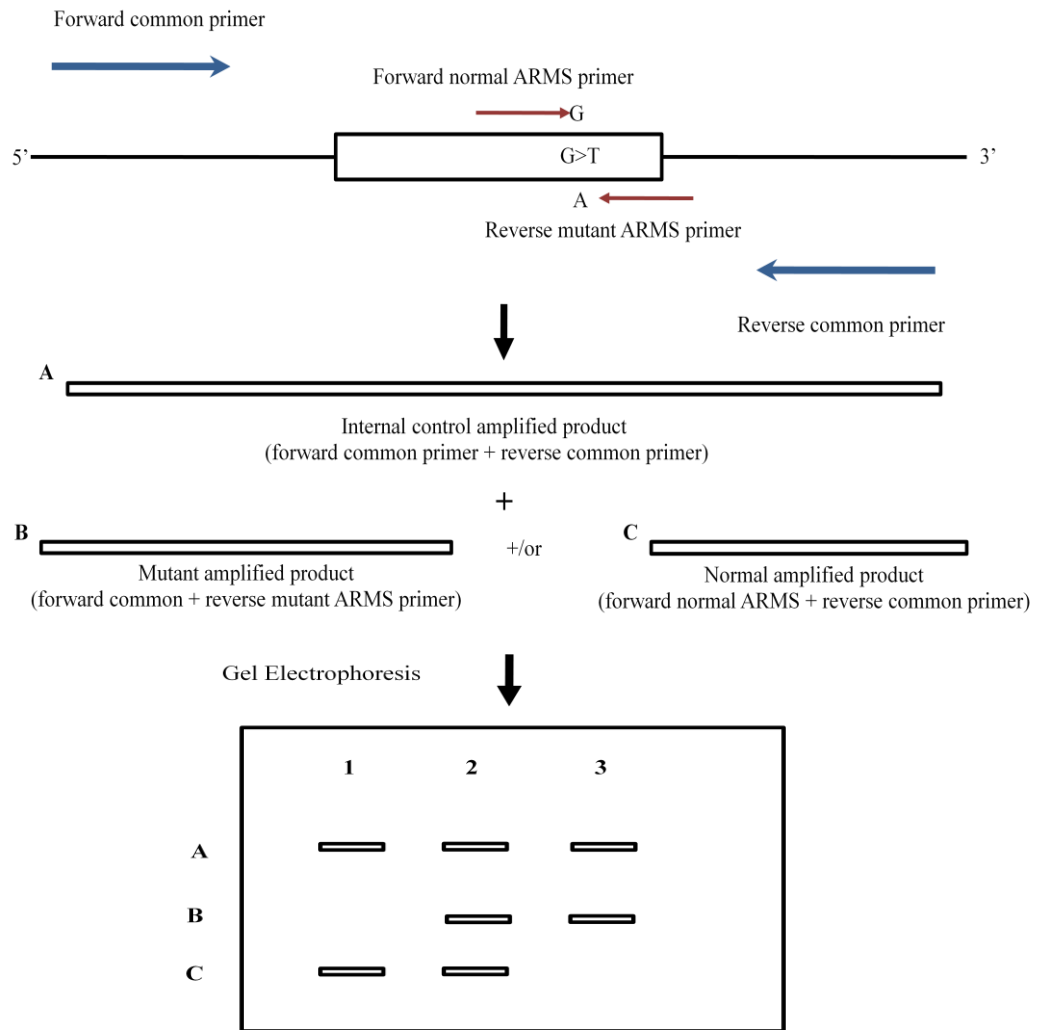 Forward common primer
Forward normal ARMS primer
G
5’
G>T
3’
A
Reverse mutant ARMS primer
Reverse common primer
A
Internal control amplified product
(forward common primer + reverse common primer)
+
B
+/or
C
Mutant amplified product
(forward common + reverse mutant ARMS primer)
Normal amplified product
(forward normal ARMS + reverse common primer)
Gel Electrophoresis
1 2 3
A
B
C